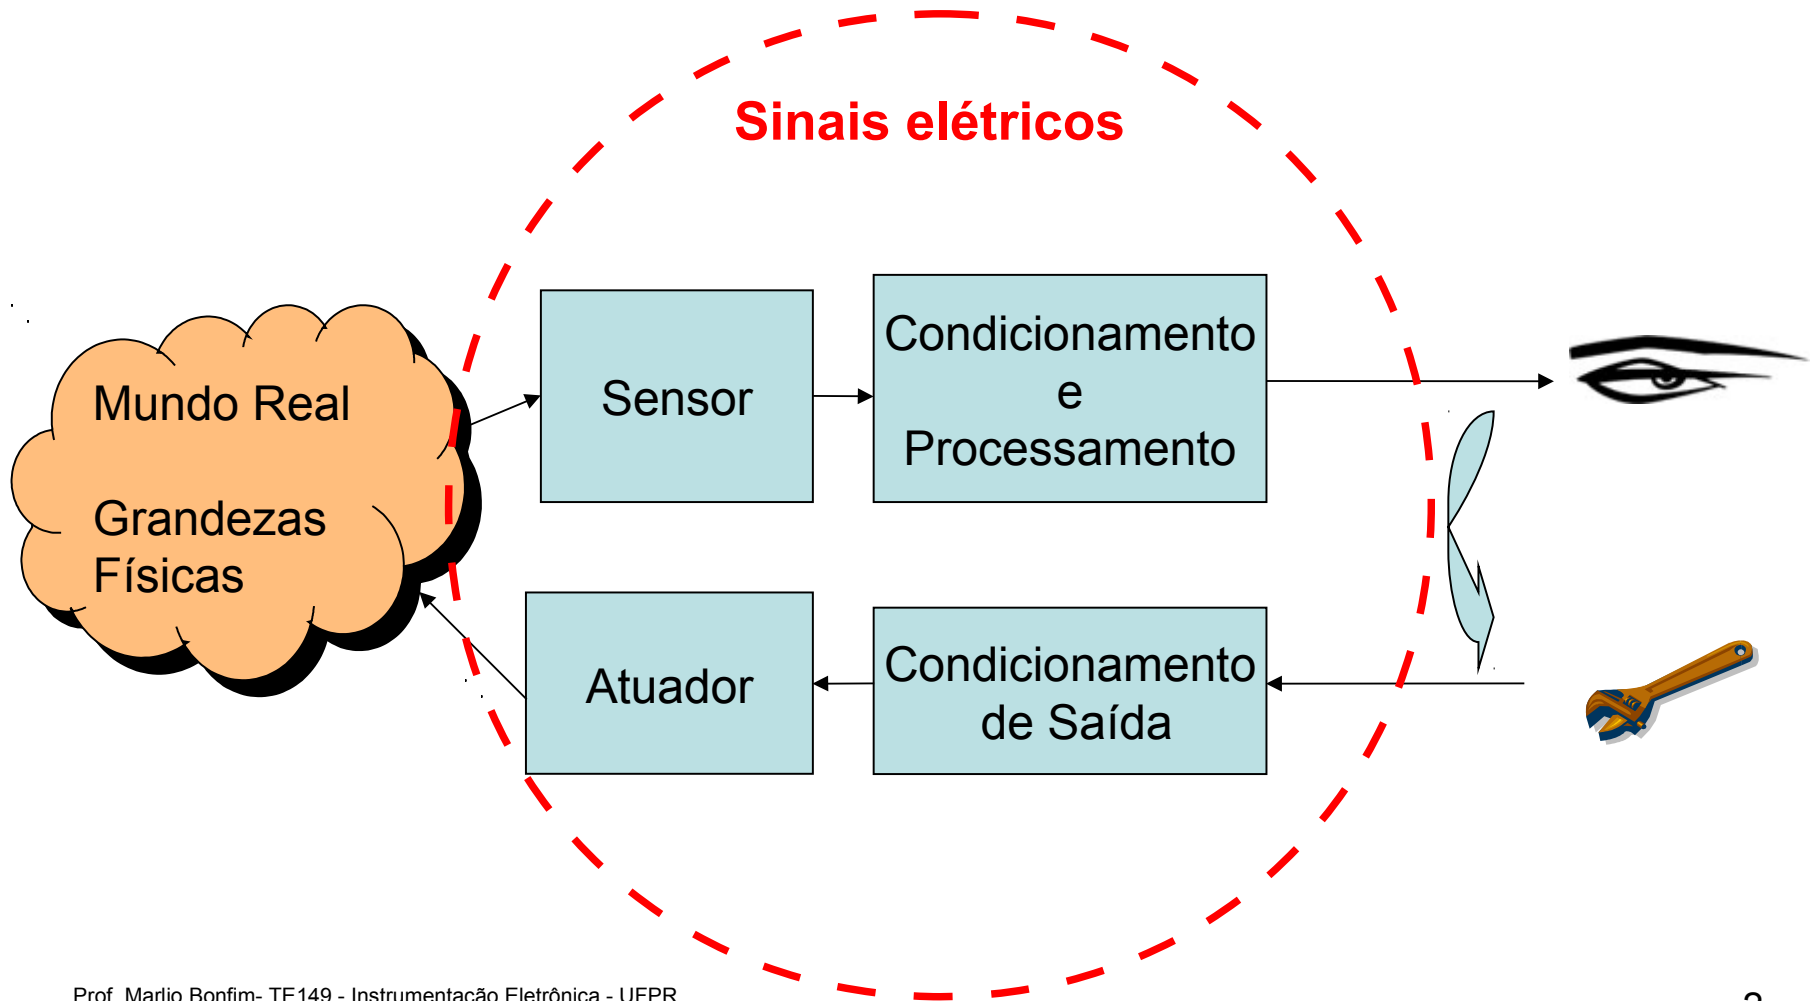 Sinais elétricos
Mundo Real
Grandezas
Físicas
Sensor
Condicionamento
e
Processamento
Atuador
Condicionamento
de Saída
Prof. Marlio Bonfim- TE149 - Instrumentação Eletrônica - UFPR
2